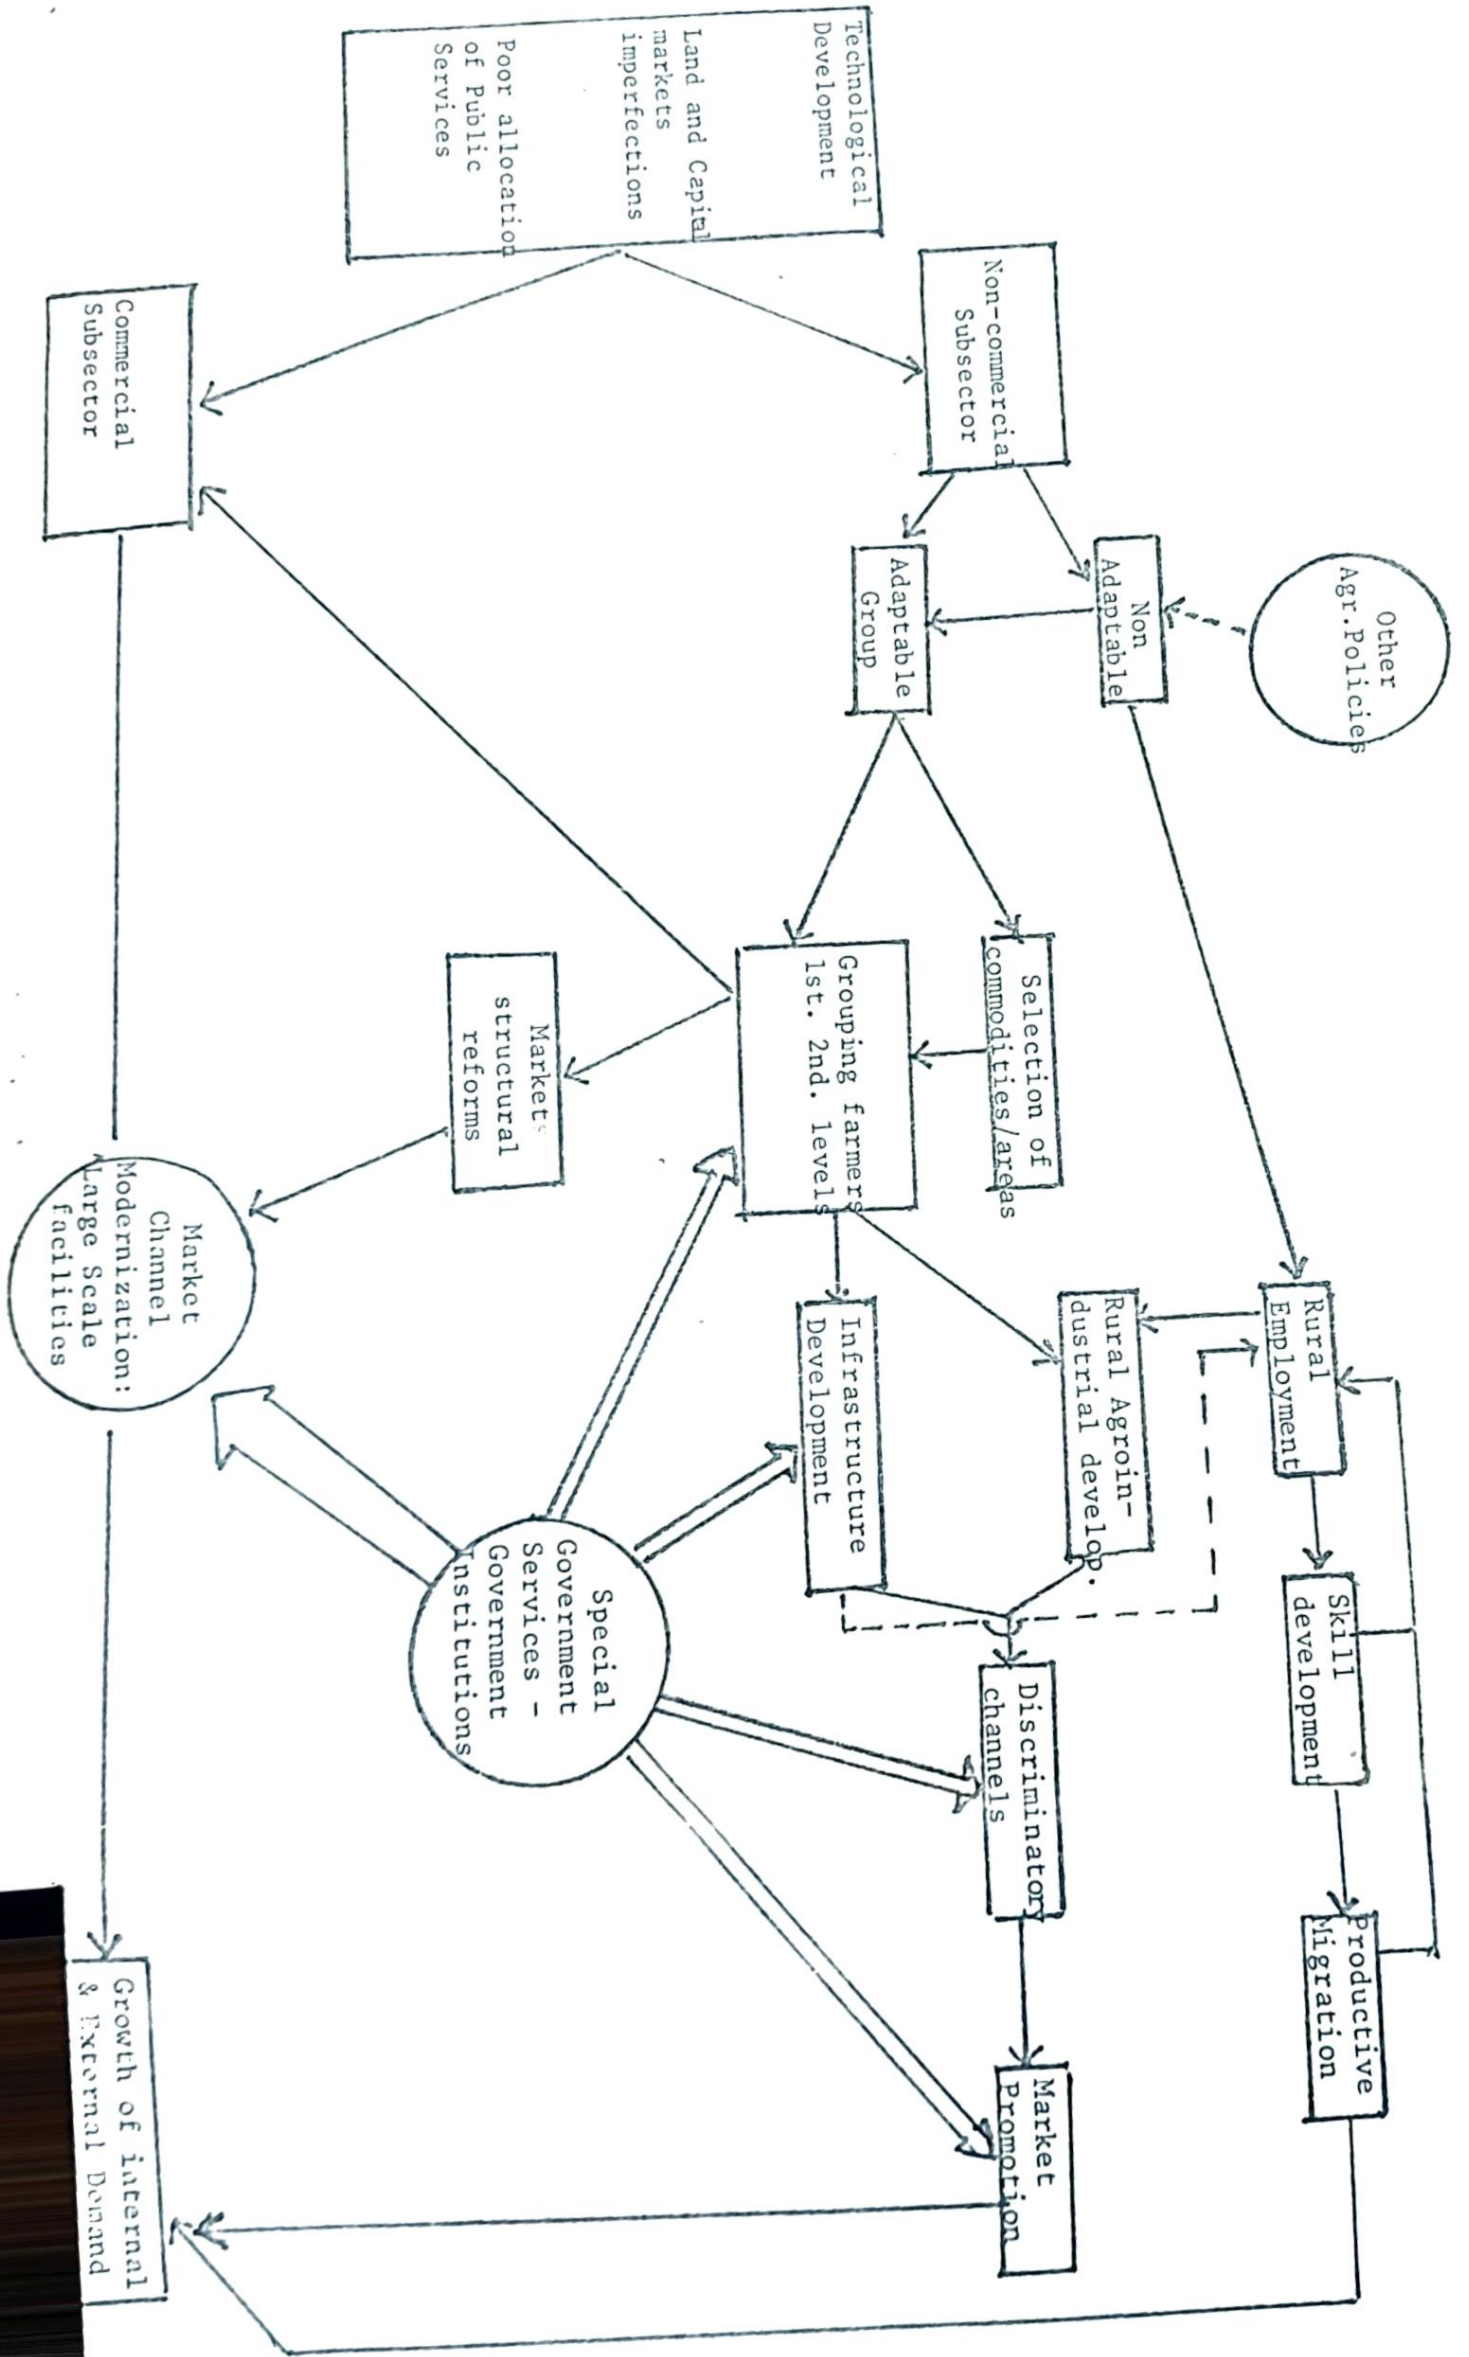 Technological
Development
Land and Capital
markets
imperfections
Poor allocation
of Public
Services
Other
Agr.Policies
Non
Adaptable
Non-commercial
Subsector
Adaptable
Group
Commercial
Subsector
Selection of
commodities/areas
Grouping farmers
1st. 2nd. levels
Market
structural
reforms
Rural
Employment
Rural Agroin-
dustrial develop.
Infrastructure
Development
Market
Channel
Modernization:
Large Scale
facilities
Skill
development
Special
Government
Services -
Government
Institutions
Discriminatory
channels
Productive
Migration
Market
Promotion
Growth of internal
& External Demand